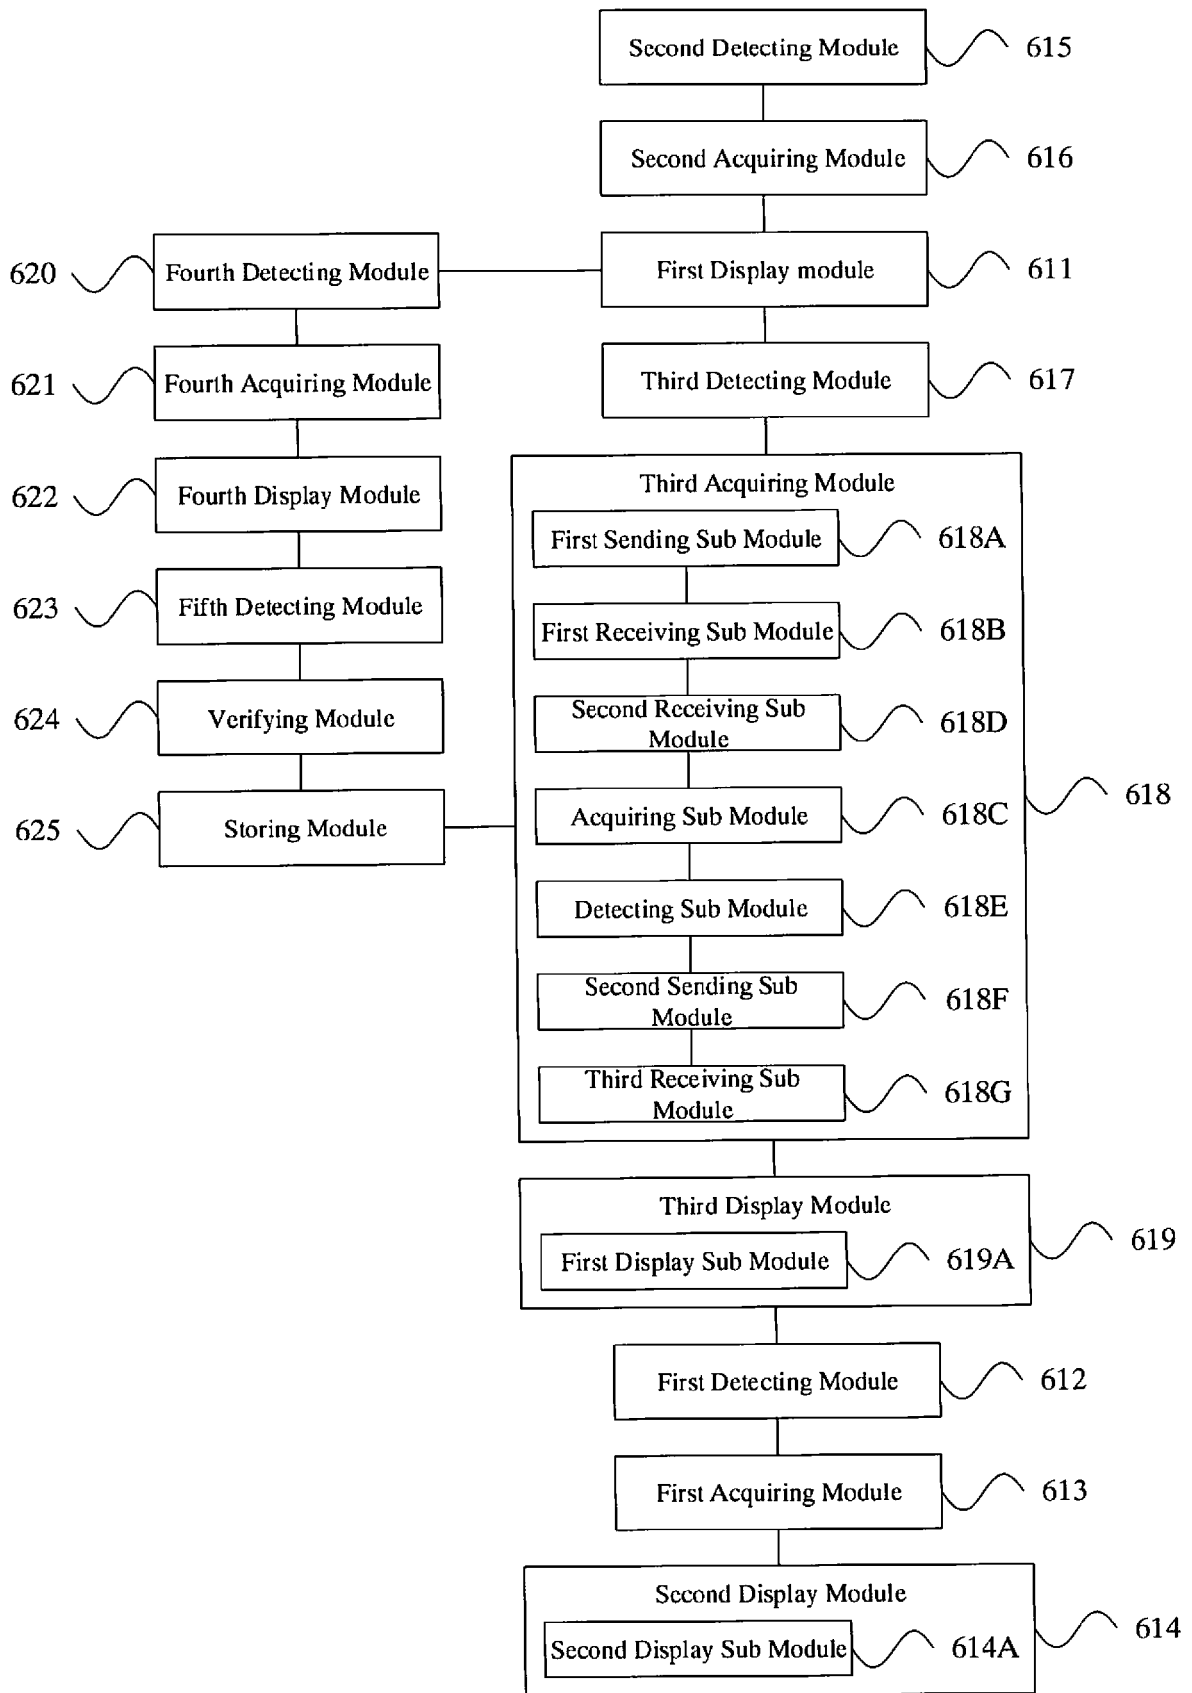 Second Detecting Module
615
Second Acquiring Module
616
First Display module
611
620
Fourth Detecting Module
Third Detecting Module
617
621
Fourth Acquiring Module
622
Fourth Display Module
623
Fifth Detecting Module
624
Verifying Module
625
Storing Module
Third Acquiring Module
618
First Sending Sub Module
618A
First Receiving Sub Module
618B
Second Receiving Sub
Module
618D
Acquiring Sub Module
618C
Detecting Sub Module
618E
Second Sending Sub
Module
618F
Third Receiving Sub
Module
618G
Third Display Module
619
First Display Sub Module
619A
First Detecting Module
612
First Acquiring Module
613
Second Display Module
614
Second Display Sub Module
614A